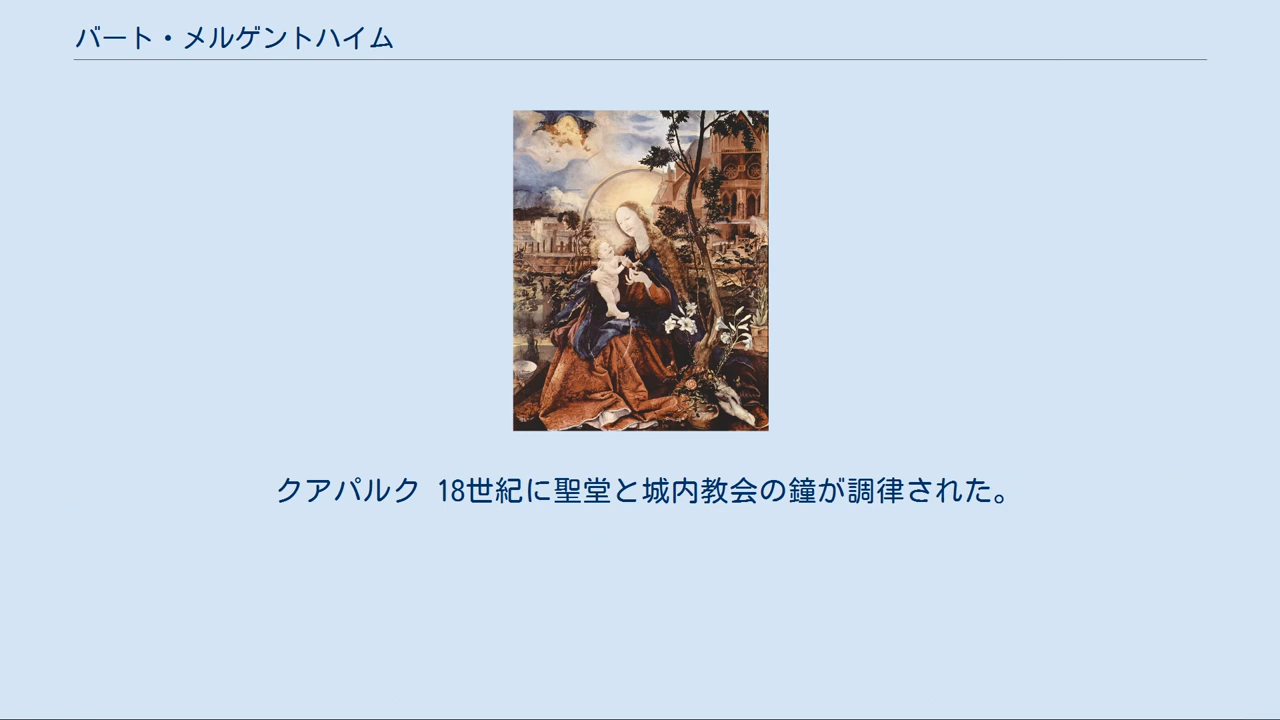 バート・メルゲントハイム
クアパルク 18世紀に聖堂と城内教会の鐘が調律された。